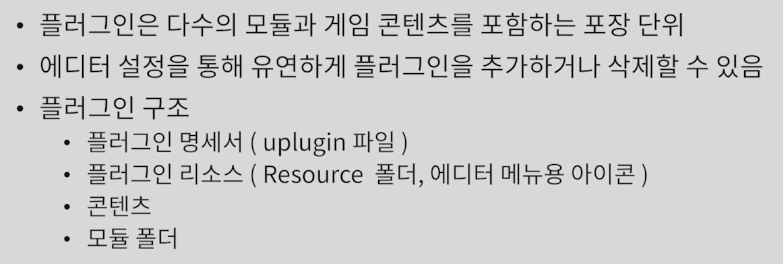 • 플러그인은 다수의 모듈과 게임 콘텐츠를 포함하는 포장 단위
• 에디터 설정을 통해 유연하게 플러그인을 추가하거나 삭제할 수 있음
• 플러그인 구조
• 플러그인 명세서 ( uplugin 파일 )
• 플러그인 리소스 ( Resource 폴더, 에디터 메뉴용 아이콘 )
• 콘텐츠
• 모듈 폴더